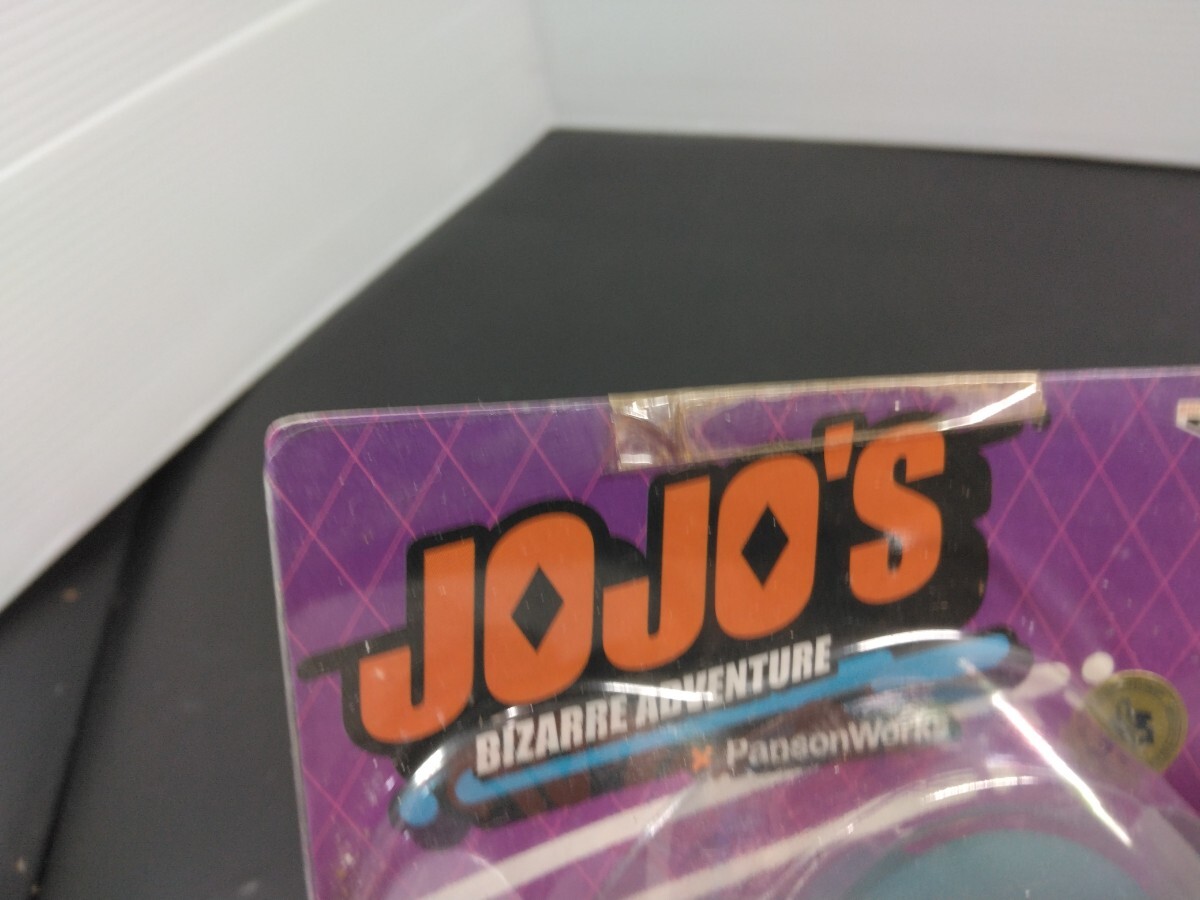 JOJO'S
BIZARRE ADVENTURE
× PansonWorks